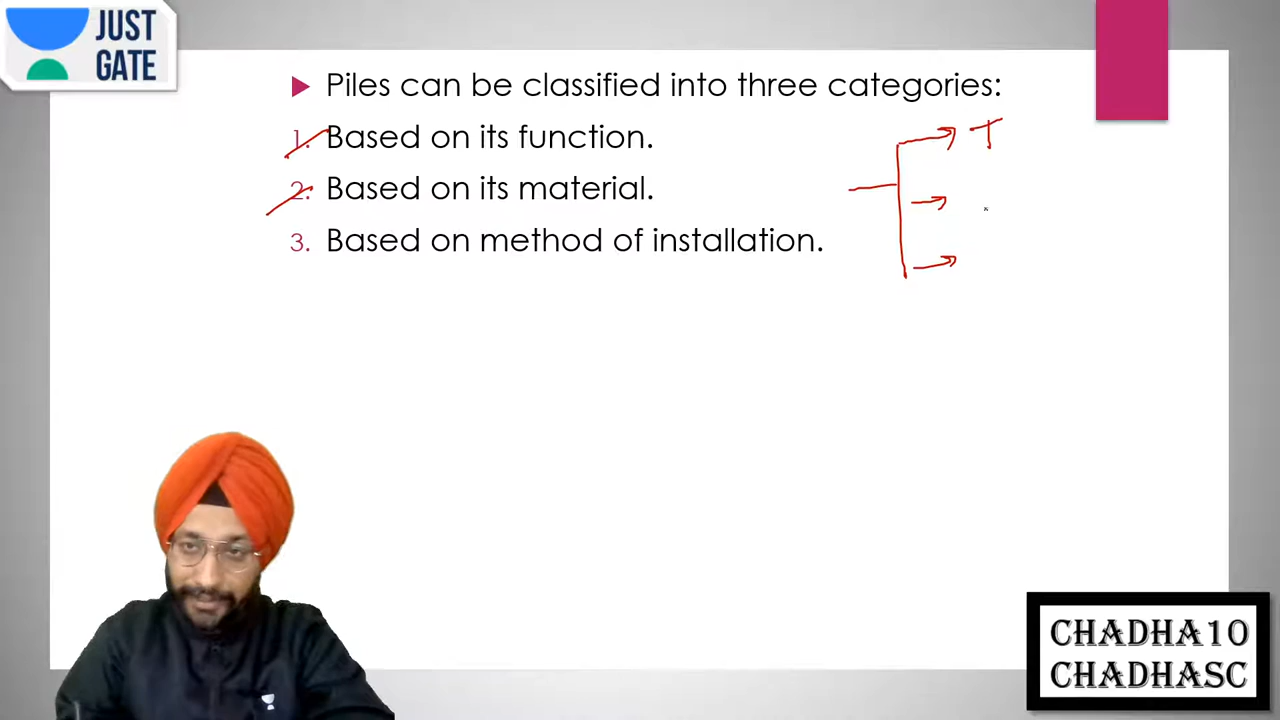 JUST
GATE
Piles can be classified into three categories:
1. Based on its function.
2. Based on its material.
3. Based on method of installation.
T
CHADHA10
CHADHASC